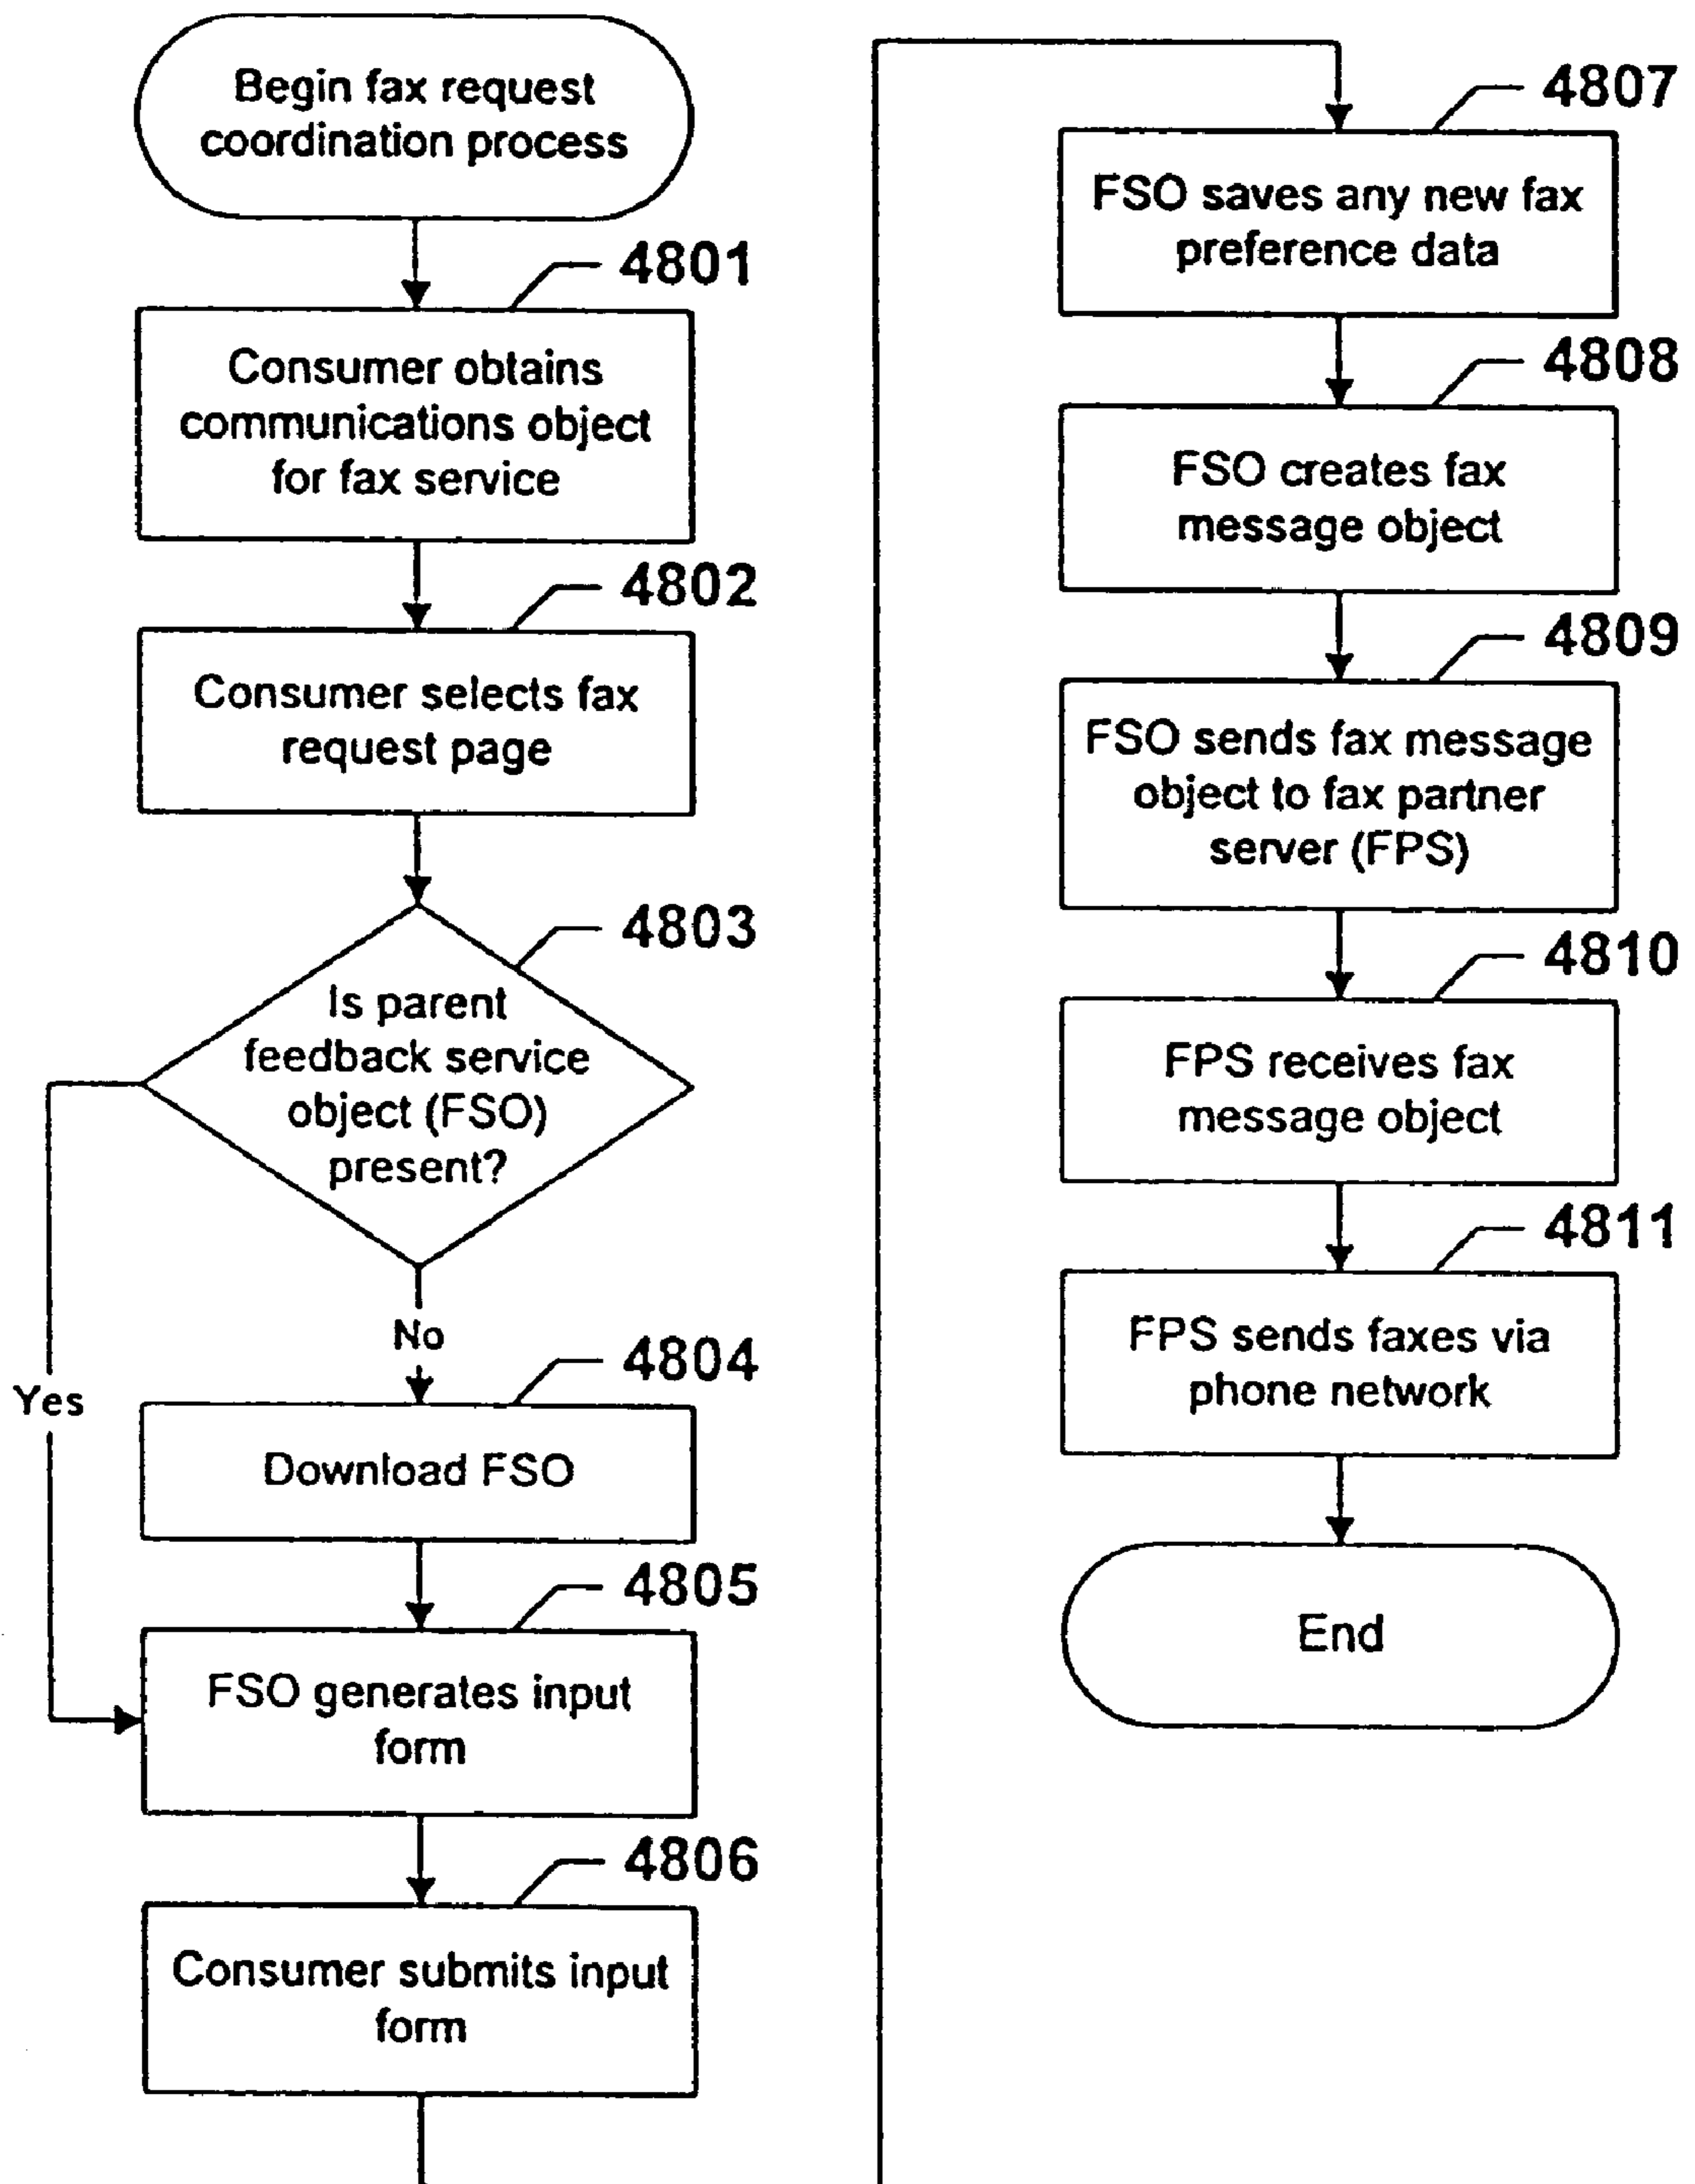 Begin fax request
coordination process
4801
Consumer obtains
communications object
for fax service
4802
Consumer selects fax
request page
4803
Is parent
feedback service
object (FSO)
present?
No
Yes
4804
Download FSO
4805
FSO generates input
form
4806
Consumer submits input
form
4807
FSO saves any new fax
preference data
4808
FSO creates fax
message object
4809
FSO sends fax message
object to fax partner
server (FPS)
4810
FPS receives fax
message object
4811
FPS sends faxes via
phone network
End